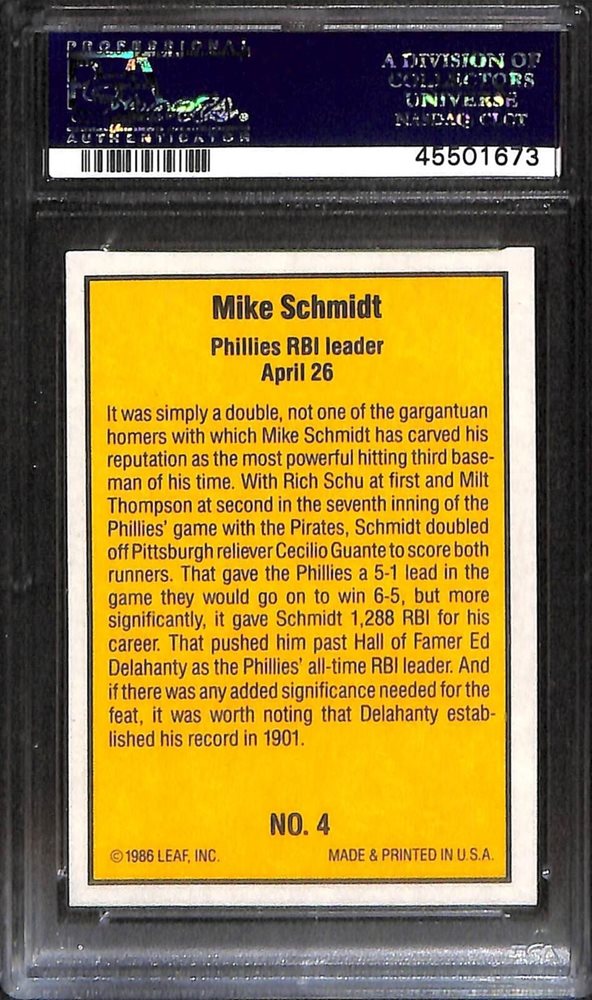 PROFESSIONAL
AUTHENTICATOR
A DIVISION OF
COLLECTORS
UNIVERSE
NASDAQ: CLCT
45501673
Mike Schmidt
Phillies RBI leader
April 26
It was simply a double, not one of the gargantuan
homers with which Mike Schmidt has carved his
reputation as the most powerful hitting third base-
man of his time. With Rich Schu at first and Milt
Thompson at second in the seventh inning of the
Phillies' game with the Pirates, Schmidt doubled
off Pittsburgh reliever Cecilio Guante to score both
runners. That gave the Phillies a 5-1 lead in the
game they would go on to win 6-5, but more
significantly, it gave Schmidt 1,288 RBI for his
career. That pushed him past Hall of Famer Ed
Delahanty as the Phillies' all-time RBI leader. And
if there was any added significance needed for the
feat, it was worth noting that Delahanty estab-
lished his record in 1901.
NO. 4
© 1986 LEAF, INC.
MADE & PRINTED IN U.S.A.